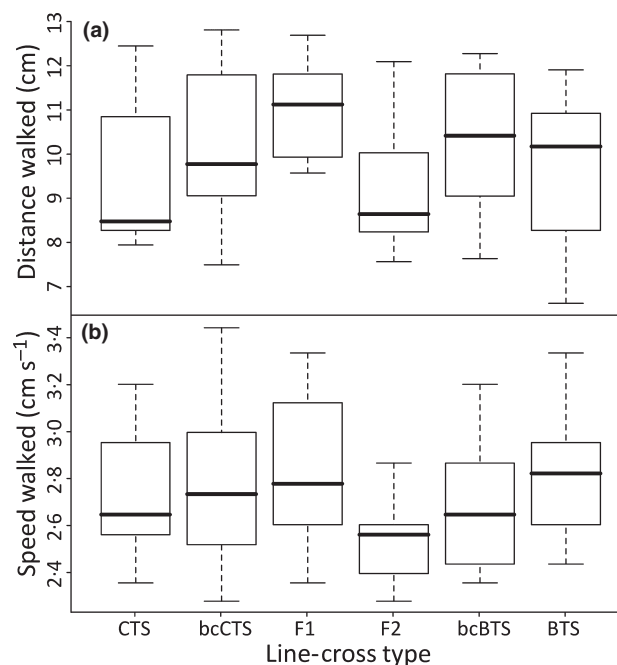 (a)
Distance walked (cm)
13
12
11
10
9
8
7
(b)
Speed walked (cm s⁻¹)
3·4
3·2
3·0
2·8
2·6
2·4
CTS bcCTS F1 F2 bcBTS BTS
Line-cross type